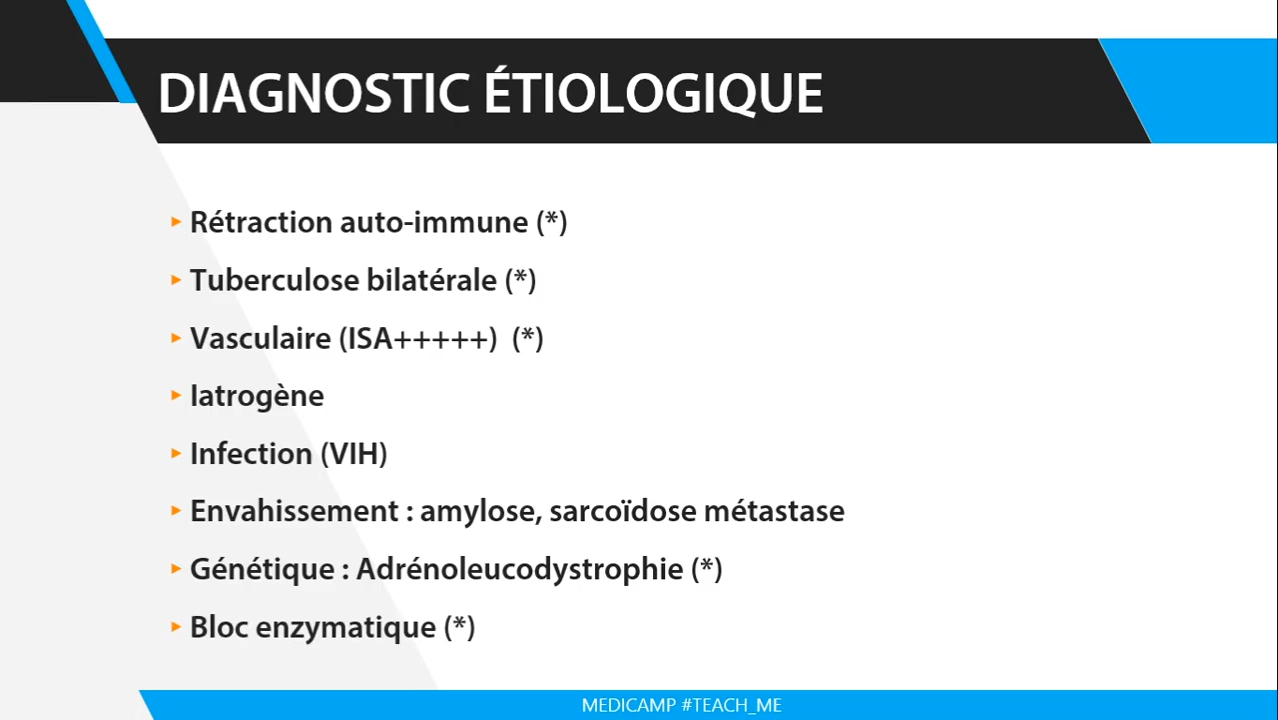 DIAGNOSTIC ÉTIOLOGIQUE
Rétraction auto-immune (*)
Tuberculose bilatérale (*)
Vasculaire (ISA+++++) (*)
Iatrogène
Infection (VIH)
Envahissement : amylose, sarcoïdose métastase
Génétique : Adrénoleucodystrophie (*)
Bloc enzymatique (*)
MEDICAMP #TEACH_ME